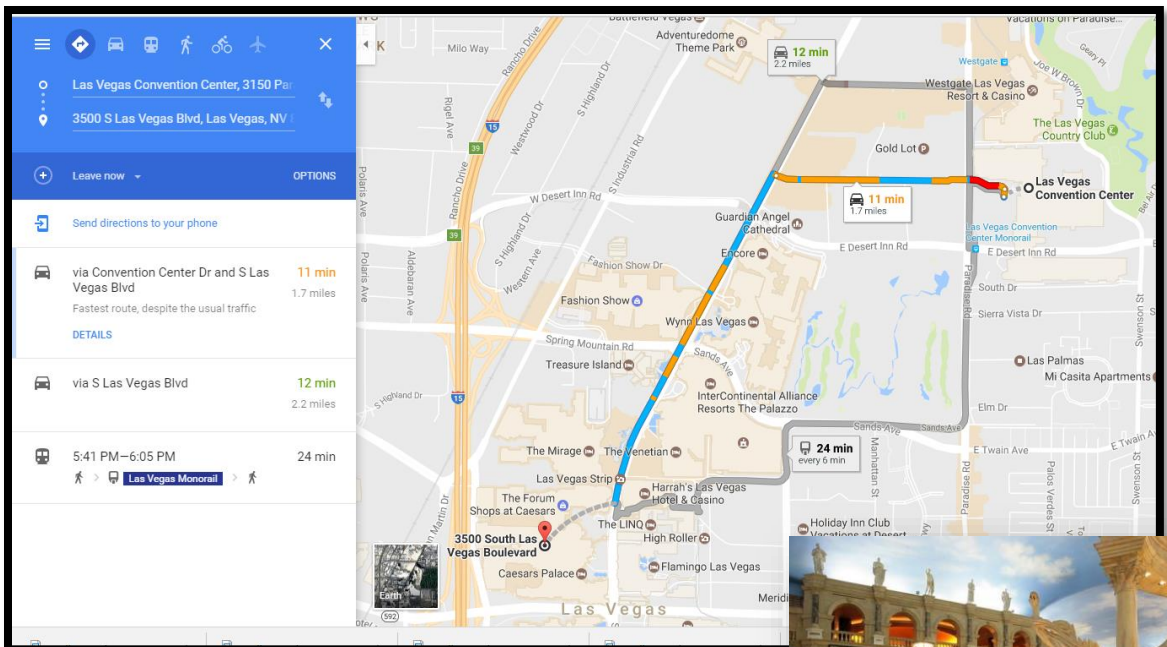 Las Vegas Convention Center, 3150 Par
3500 S Las Vegas Blvd, Las Vegas, NV
Leave now
OPTIONS
Send directions to your phone
via Convention Center Dr and S Las
Vegas Blvd
11 min
1.7 miles
Fastest route, despite the usual traffic
DETAILS
via S Las Vegas Blvd
12 min
2.2 miles
5:41 PM–6:05 PM
24 min
Las Vegas Monorail
K
Milo Way
Adventuredome
Theme Park
12 min
2.2 miles
Vacations on Paradise...
Geary Pl
Joe W Brown Dr
Westgate
Westgate Las Vegas
Resort & Casino
The Las Vegas
Country Club
Gold Lot
Las Vegas
Convention Center
11 min
1.7 miles
Las Vegas Convention
Center Monorail
E Desert Inn Rd
E Desert Inn Rd
Rancho Drive
S Highland Dr
Westwood Dr
Rigel Ave
15
39
S Industrial Rd
Polaris Ave
Rancho Drive
W Desert Inn Rd
39
S Highland Dr
Western Ave
Aldebaran Ave
Polaris Ave
Guardian Angel
Cathedral
Encore
Fashion Show Dr
Fashion Show
Wynn Las Vegas
Spring Mountain Rd
Sands Ave
Treasure Island
South Dr
Paradise Rd
Sierra Vista Dr
Swenson St
Las Palmas
Mi Casita Apartments
InterContinental Alliance
Resorts The Palazzo
S Highland Dr
15
Elm Dr
Sands Ave
Sands Ave
E Twain Ave
E Twain A
24 min
every 6 min
Manhattan St
Paradise Rd
Palos Verdes St
Swenson St
The Mirage
The Venetian
Las Vegas Strip
Harrah's Las Vegas
Hotel & Casino
The Forum
Shops at Caesars
The LINQ
High Roller
3500 South Las
Vegas Boulevard
Holiday Inn Club
Vacations at Desert
Caesars Palace
Flamingo Las Vegas
Earth
592
Las Vegas
Meridi